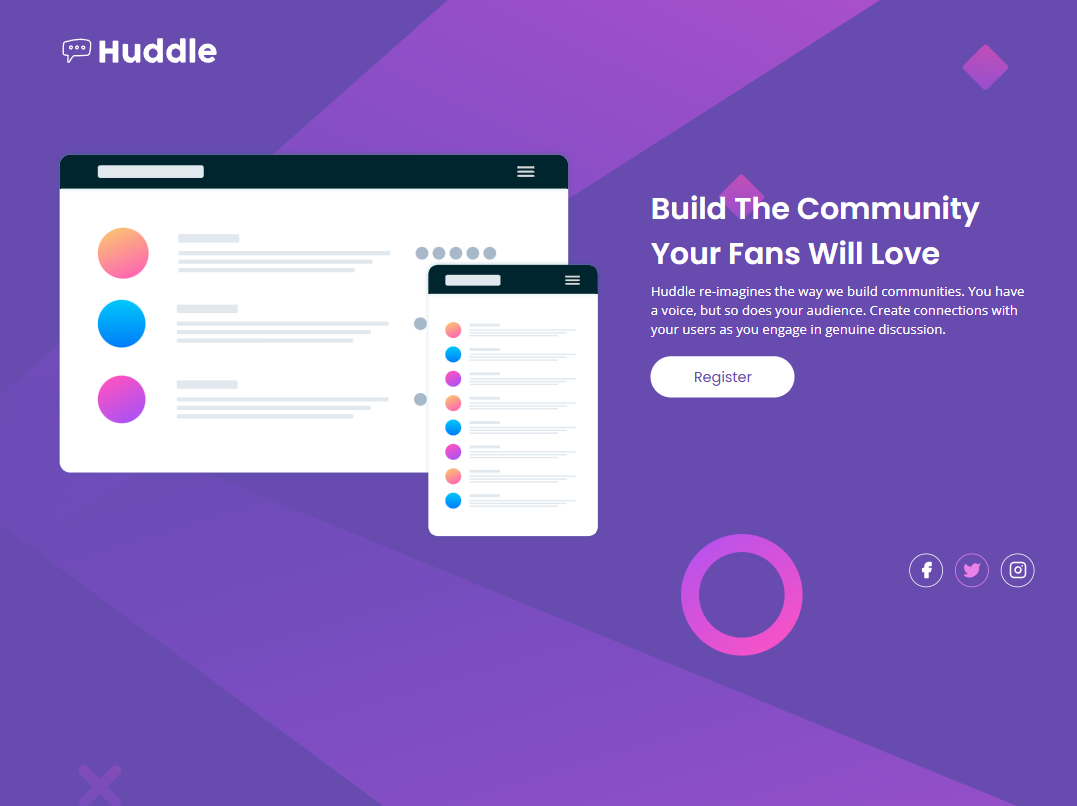 Huddle
Build The Community
Your Fans Will Love
Huddle re-imagines the way we build communities. You have
a voice, but so does your audience. Create connections with
your users as you engage in genuine discussion.
Register